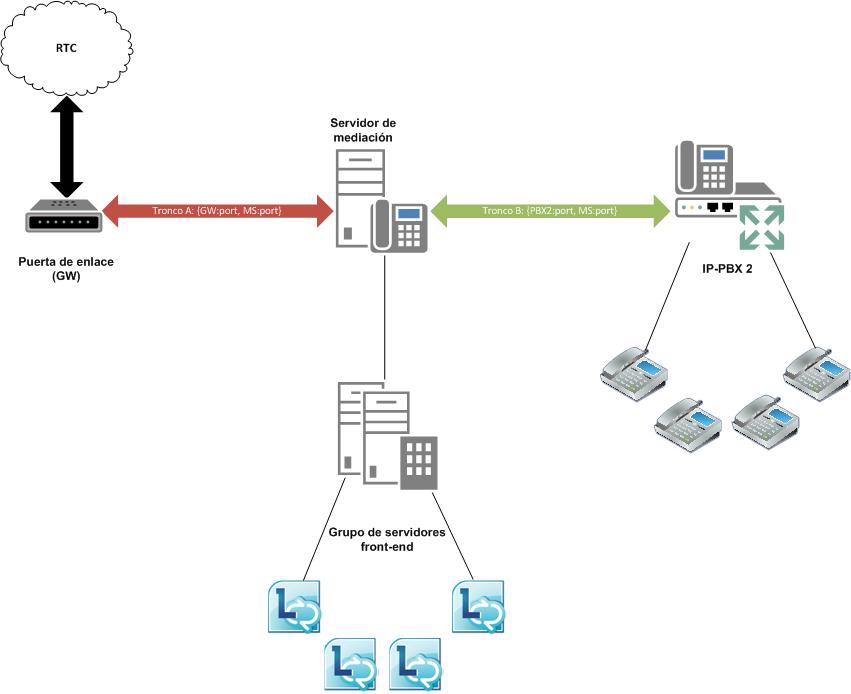 RTC
Servidor de
mediación
Tronco A: {GW:port, MS:port}
Tronco B: {PBX2:port, MS:port}
Puerta de enlace
(GW)
IP-PBX 2
Grupo de servidores
front-end
L
L
L
L